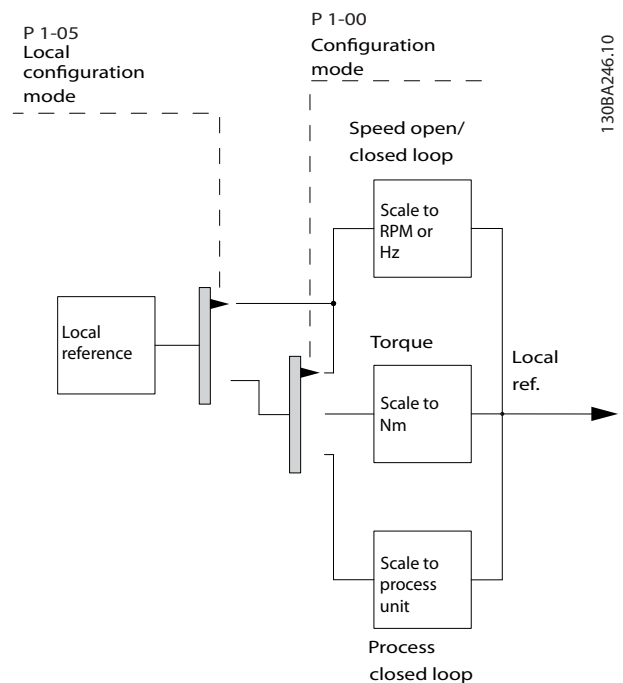 P 1-05
Local
configuration
mode
P 1-00
Configuration
mode
130BA246.10
Speed open/
closed loop
Scale to
RPM or
Hz
Local
reference
Torque
Scale to
Nm
Local
ref.
Scale to
process
unit
Process
closed loop